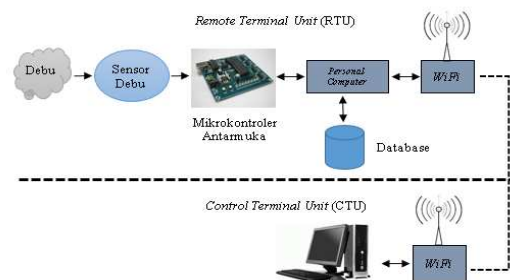 Remote Terminal Unit (RTU)
Debu
Sensor
Debu
Personal
Computer
WiFi
Mikrokontroler
Antarmuka
Database
Control Terminal Unit (CTU)
WiFi